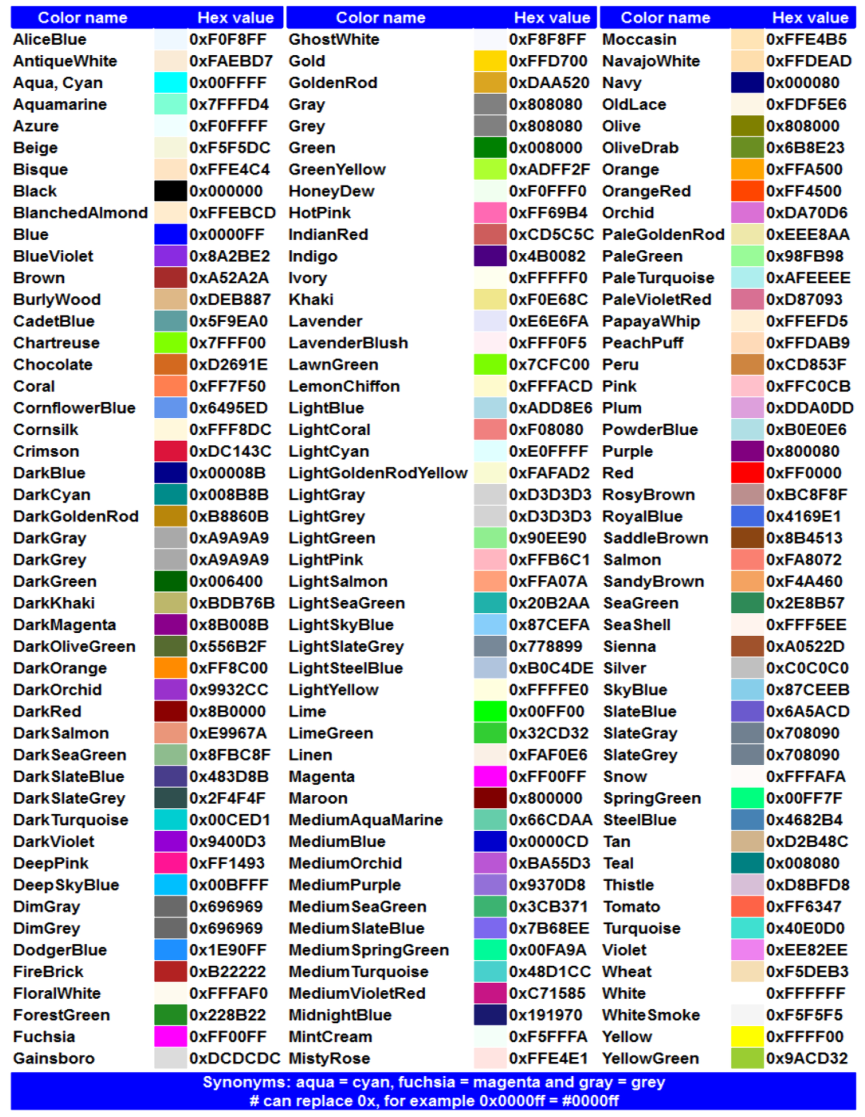 Color name Hex value Color name Hex value Color name Hex value
AliceBlue 0xF0F8FF GhostWhite 0xF8F8FF Moccasin 0xFFE4B5
AntiqueWhite 0xFAEBD7 Gold 0xFFD700 NavajoWhite 0xFFDEAD
Aqua, Cyan 0x00FFFF GoldenRod 0xDAA520 Navy 0x000080
Aquamarine 0x7FFFD4 Gray 0x808080 OldLace 0xFDF5E6
Azure 0xF0FFFF Grey 0x808080 Olive 0x808000
Beige 0xF5F5DC Green 0x008000 OliveDrab 0x6B8E23
Bisque 0xFFE4C4 GreenYellow 0xADFF2F Orange 0xFFA500
Black 0x000000 HoneyDew 0xF0FFF0 OrangeRed 0xFF4500
BlanchedAlmond 0xFFEBCD HotPink 0xFF69B4 Orchid 0xDA70D6
Blue 0x0000FF IndianRed 0xCD5C5C PaleGoldenRod 0xEEE8AA
BlueViolet 0x8A2BE2 Indigo 0x4B0082 PaleGreen 0x98FB98
Brown 0xA52A2A Ivory 0xFFFFF0 PaleTurquoise 0xAFEEEE
BurlyWood 0xDEB887 Khaki 0xF0E68C PaleVioletRed 0xD87093
CadetBlue 0x5F9EA0 Lavender 0xE6E6FA PapayaWhip 0xFFEFD5
Chartreuse 0x7FFF00 LavenderBlush 0xFFF0F5 PeachPuff 0xFFDAB9
Chocolate 0xD2691E LawnGreen 0x7CFC00 Peru 0xCD853F
Coral 0xFF7F50 LemonChiffon 0xFFFACD Pink 0xFFC0CB
CornflowerBlue 0x6495ED LightBlue 0xADD8E6 Plum 0xDDA0DD
Cornsilk 0xFFF8DC LightCoral 0xF08080 PowderBlue 0xB0E0E6
Crimson 0xDC143C LightCyan 0xE0FFFF Purple 0x800080
DarkBlue 0x00008B LightGoldenRodYellow 0xFAFAD2 Red 0xFF0000
DarkCyan 0x008B8B LightGray 0xD3D3D3 RosyBrown 0xBC8F8F
DarkGoldenRod 0xB8860B LightGrey 0xD3D3D3 RoyalBlue 0x4169E1
DarkGray 0xA9A9A9 LightGreen 0x90EE90 SaddleBrown 0x8B4513
DarkGrey 0xA9A9A9 LightPink 0xFFB6C1 Salmon 0xFA8072
DarkGreen 0x006400 LightSalmon 0xFFA07A SandyBrown 0xF4A460
DarkKhaki 0xBDB76B LightSeaGreen 0x20B2AA SeaGreen 0x2E8B57
DarkMagenta 0x8B008B LightSkyBlue 0x87CEFA SeaShell 0xFFF5EE
DarkOliveGreen 0x556B2F LightSlateGrey 0x778899 Sienna 0xA0522D
DarkOrange 0xFF8C00 LightSteelBlue 0xB0C4DE Silver 0xC0C0C0
DarkOrchid 0x9932CC LightYellow 0xFFFFE0 SkyBlue 0x87CEEB
DarkRed 0x8B0000 Lime 0x00FF00 SlateBlue 0x6A5ACD
DarkSalmon 0xE9967A LimeGreen 0x32CD32 SlateGray 0x708090
DarkSeaGreen 0x8FBC8F Linen 0xFAF0E6 SlateGrey 0x708090
DarkSlateBlue 0x483D8B Magenta 0xFF00FF Snow 0xFFFAFA
DarkSlateGrey 0x2F4F4F Maroon 0x800000 SpringGreen 0x00FF7F
DarkTurquoise 0x00CED1 MediumAquaMarine 0x66CDAA SteelBlue 0x4682B4
DarkViolet 0x9400D3 MediumBlue 0x0000CD Tan 0xD2B48C
DeepPink 0xFF1493 MediumOrchid 0xBA55D3 Teal 0x008080
DeepSkyBlue 0x00BFFF MediumPurple 0x9370D8 Thistle 0xD8BFD8
DimGray 0x696969 MediumSeaGreen 0x3CB371 Tomato 0xFF6347
DimGrey 0x696969 MediumSlateBlue 0x7B68EE Turquoise 0x40E0D0
DodgerBlue 0x1E90FF MediumSpringGreen 0x00FA9A Violet 0xEE82EE
FireBrick 0xB22222 MediumTurquoise 0x48D1CC Wheat 0xF5DEB3
FloralWhite 0xFFFAF0 MediumVioletRed 0xC71585 White 0xFFFFFF
ForestGreen 0x228B22 MidnightBlue 0x191970 WhiteSmoke 0xF5F5F5
Fuchsia 0xFF00FF MintCream 0xF5FFFA Yellow 0xFFFF00
Gainsboro 0xDCDCDC MistyRose 0xFFE4E1 YellowGreen 0x9ACD32
Synonyms: aqua = cyan, fuchsia = magenta and gray = grey
# can replace 0x, for example 0x0000ff = #0000ff